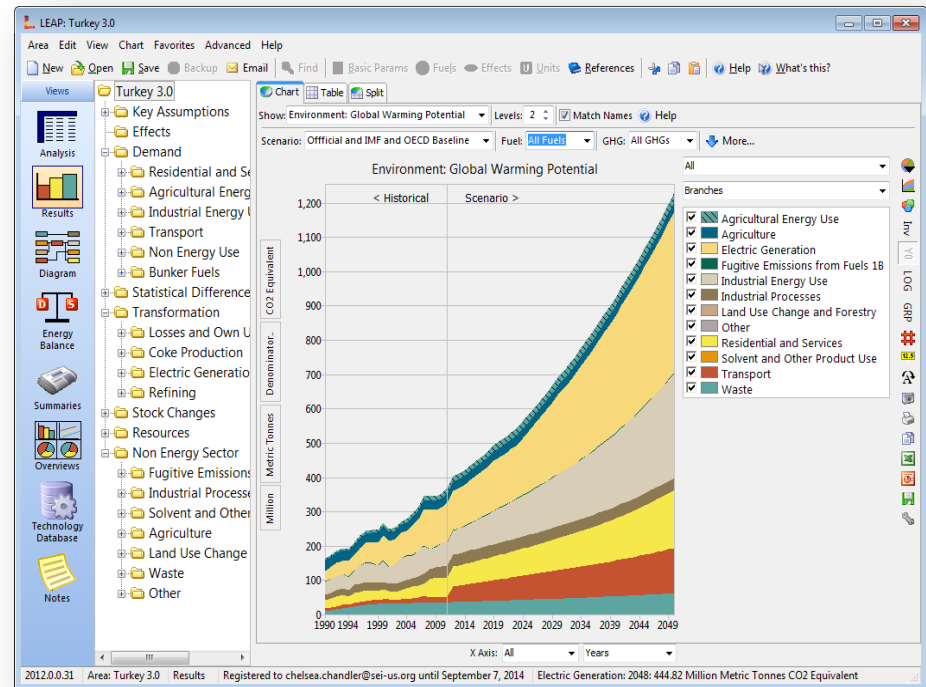 LEAP: Turkey 3.0
Area Edit View Chart Favorites Advanced Help
New Open Save Backup Email Find Basic Params Fuels Effects Units References Help What's this?
Views
Analysis
Results
Diagram
Energy Balance
Summaries
Overviews
Technology Database
Notes
Turkey 3.0
Key Assumptions
Effects
Demand
Residential and Se
Agricultural Energ
Industrial Energy U
Transport
Non Energy Use
Bunker Fuels
Statistical Difference
Transformation
Losses and Own U
Coke Production
Electric Generatio
Refining
Stock Changes
Resources
Non Energy Sector
Fugitive Emissions
Industrial Processe
Solvent and Other
Agriculture
Land Use Change
Waste
Other
Chart Table Split
Show: Environment: Global Warming Potential Levels: 2 Match Names Help
Scenario: Offficial and IMF and OECD Baseline Fuel: All Fuels GHG: All GHGs More...
Environment: Global Warming Potential
< Historical Scenario >
CO2 Equivalent
Denominator..
Metric Tonnes
Million
1,200
1,100
1,000
900
800
700
600
500
400
300
200
100
0
1990 1994 1999 2004 2009 2014 2019 2024 2029 2034 2039 2044 2049
X Axis: All Years
All
Branches
Agricultural Energy Use
Agriculture
Electric Generation
Fugitive Emissions from Fuels 1B
Industrial Energy Use
Industrial Processes
Land Use Change and Forestry
Other
Residential and Services
Solvent and Other Product Use
Transport
Waste
Inv
Y0
LOG
GRP
2012.0.0.31 Area: Turkey 3.0 Results Registered to chelsea.chandler@sei-us.org until September 7, 2014 Electric Generation: 2048: 444.82 Million Metric Tonnes CO2 Equivalent